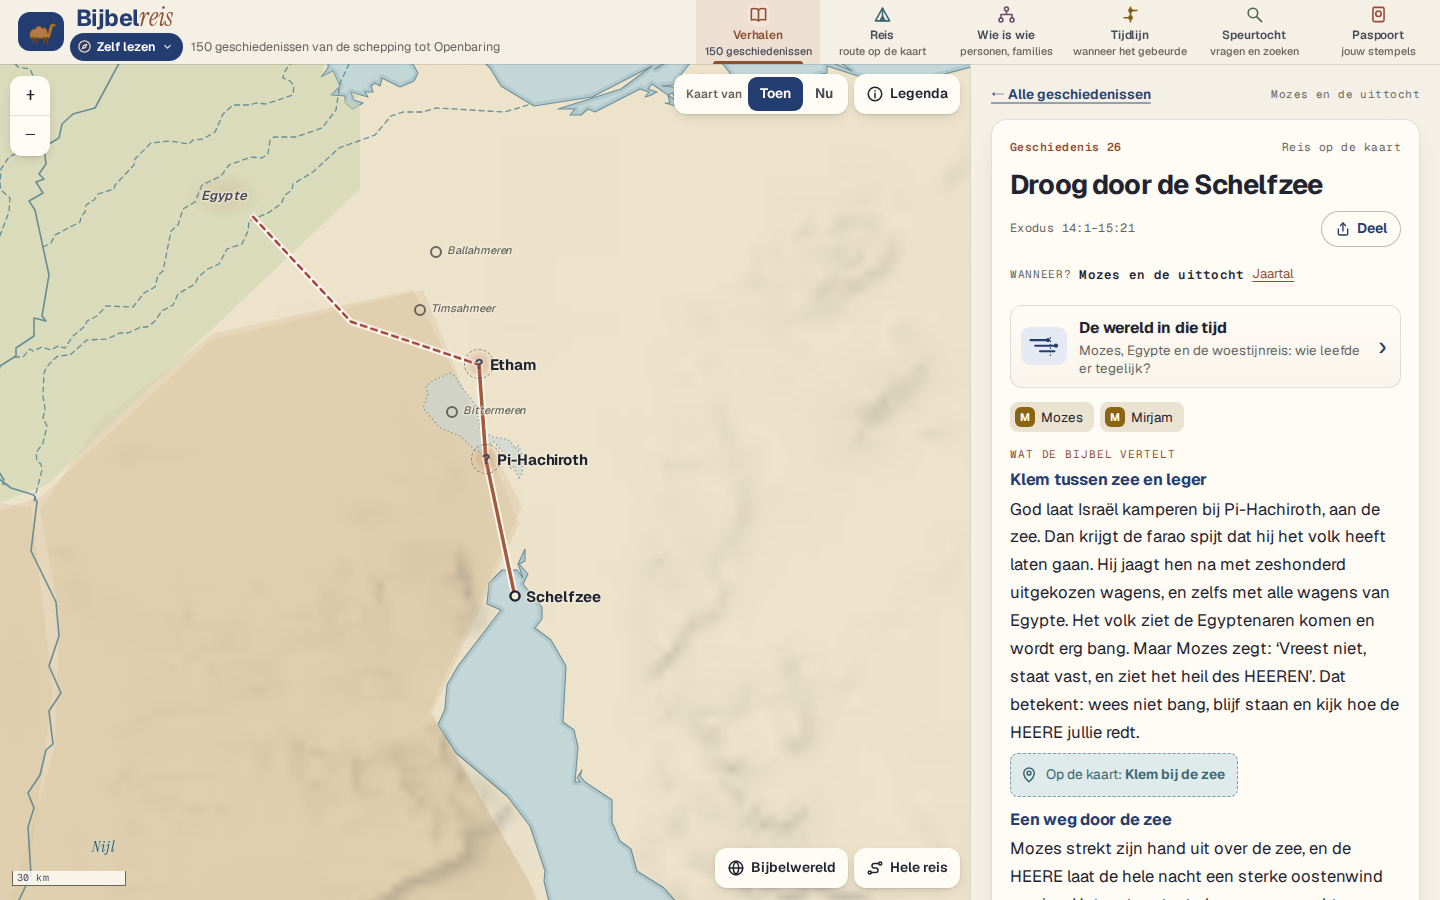 Bijbelreis
Zelf lezen
150 geschiedenissen van de schepping tot Openbaring
Verhalen
150 geschiedenissen
Reis
route op de kaart
Wie is wie
personen, families
Tijdlijn
wanneer het gebeurde
Speurtocht
vragen en zoeken
Paspoort
jouw stempels
+
−
Kaart van Toen Nu
Legenda
Egypte
Ballahmeren
Timsahmeer
? Etham
Bittermeren
? Pi-Hachiroth
Schelfzee
Nijl
30 km
Bijbelwereld
Hele reis
← Alle geschiedenissen
Mozes en de uittocht
Geschiedenis 26
Reis op de kaart
Droog door de Schelfzee
Exodus 14:1-15:21
Deel
WANNEER? Mozes en de uittocht Jaartal
De wereld in die tijd
Mozes, Egypte en de woestijnreis: wie leefde
er tegelijk?
M Mozes
M Mirjam
WAT DE BIJBEL VERTELT
Klem tussen zee en leger
God laat Israël kamperen bij Pi-Hachiroth, aan de
zee. Dan krijgt de farao spijt dat hij het volk heeft
laten gaan. Hij jaagt hen na met zeshonderd
uitgekozen wagens, en zelfs met alle wagens van
Egypte. Het volk ziet de Egyptenaren komen en
wordt erg bang. Maar Mozes zegt: ‘Vreest niet,
staat vast, en ziet het heil des HEEREN’. Dat
betekent: wees niet bang, blijf staan en kijk hoe de
HEERE jullie redt.
Op de kaart: Klem bij de zee
Een weg door de zee
Mozes strekt zijn hand uit over de zee, en de
HEERE laat de hele nacht een sterke oostenwind